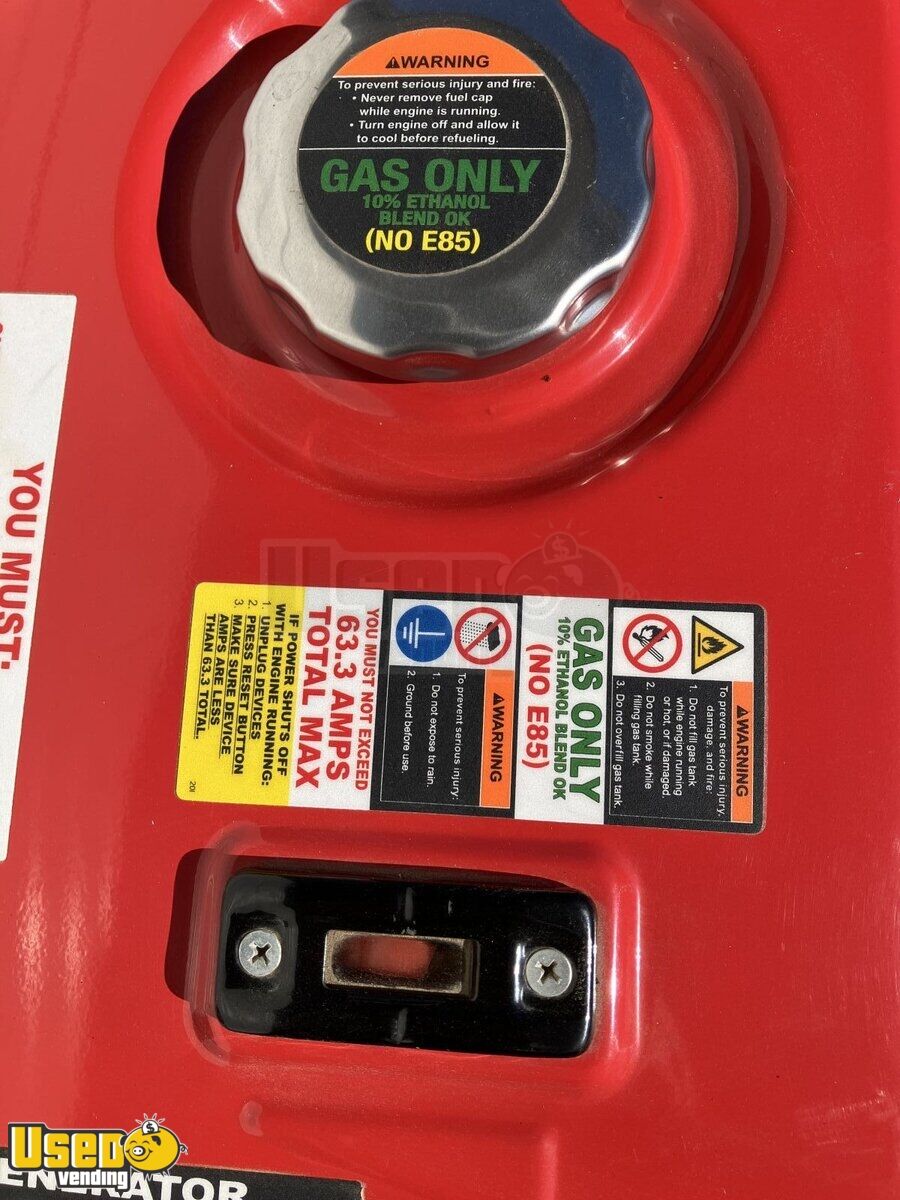 WARNING
To prevent serious injury and fire:
• Never remove fuel cap
while engine is running.
• Turn engine off and allow it
to cool before refueling.
GAS ONLY
10% ETHANOL
BLEND OK
(NO E85)
YOU MUST:
WARNING
To prevent serious injury,
damage, and fire:
1. Do not fill gas tank
while engine running
or hot, or if damaged.
2. Do not smoke while
filling gas tank.
3. Do not overfill gas tank.
GAS ONLY
10% ETHANOL BLEND OK
(NO E85)
WARNING
To prevent serious injury:
1. Do not expose to rain.
2. Ground before use.
YOU MUST NOT EXCEED
63.3 AMPS
TOTAL MAX
IF POWER SHUTS OFF
WITH ENGINE RUNNING:
1. UNPLUG DEVICES
2. PRESS RESET BUTTON
3. MAKE SURE DEVICE
AMPS ARE LESS
THAN 63.3 TOTAL.
20l
USED
USED
vending
ENERATOR